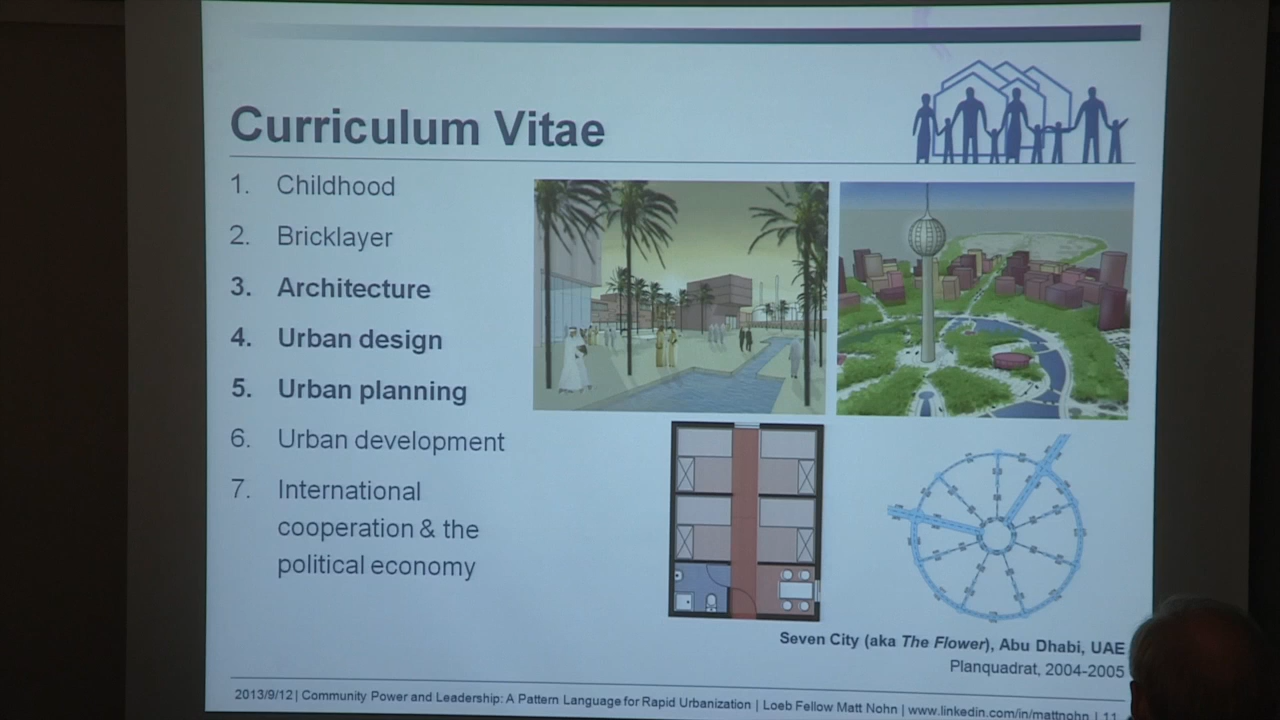 Curriculum Vitae
1. Childhood
2. Bricklayer
3. Architecture
4. Urban design
5. Urban planning
6. Urban development
7. International
cooperation & the
political economy
Seven City (aka The Flower), Abu Dhabi, UAE
Planquadrat, 2004-2005
2013/9/12 | Community Power and Leadership: A Pattern Language for Rapid Urbanization | Loeb Fellow Matt Nohn | www.linkedin.com/in/mattnohn | 11